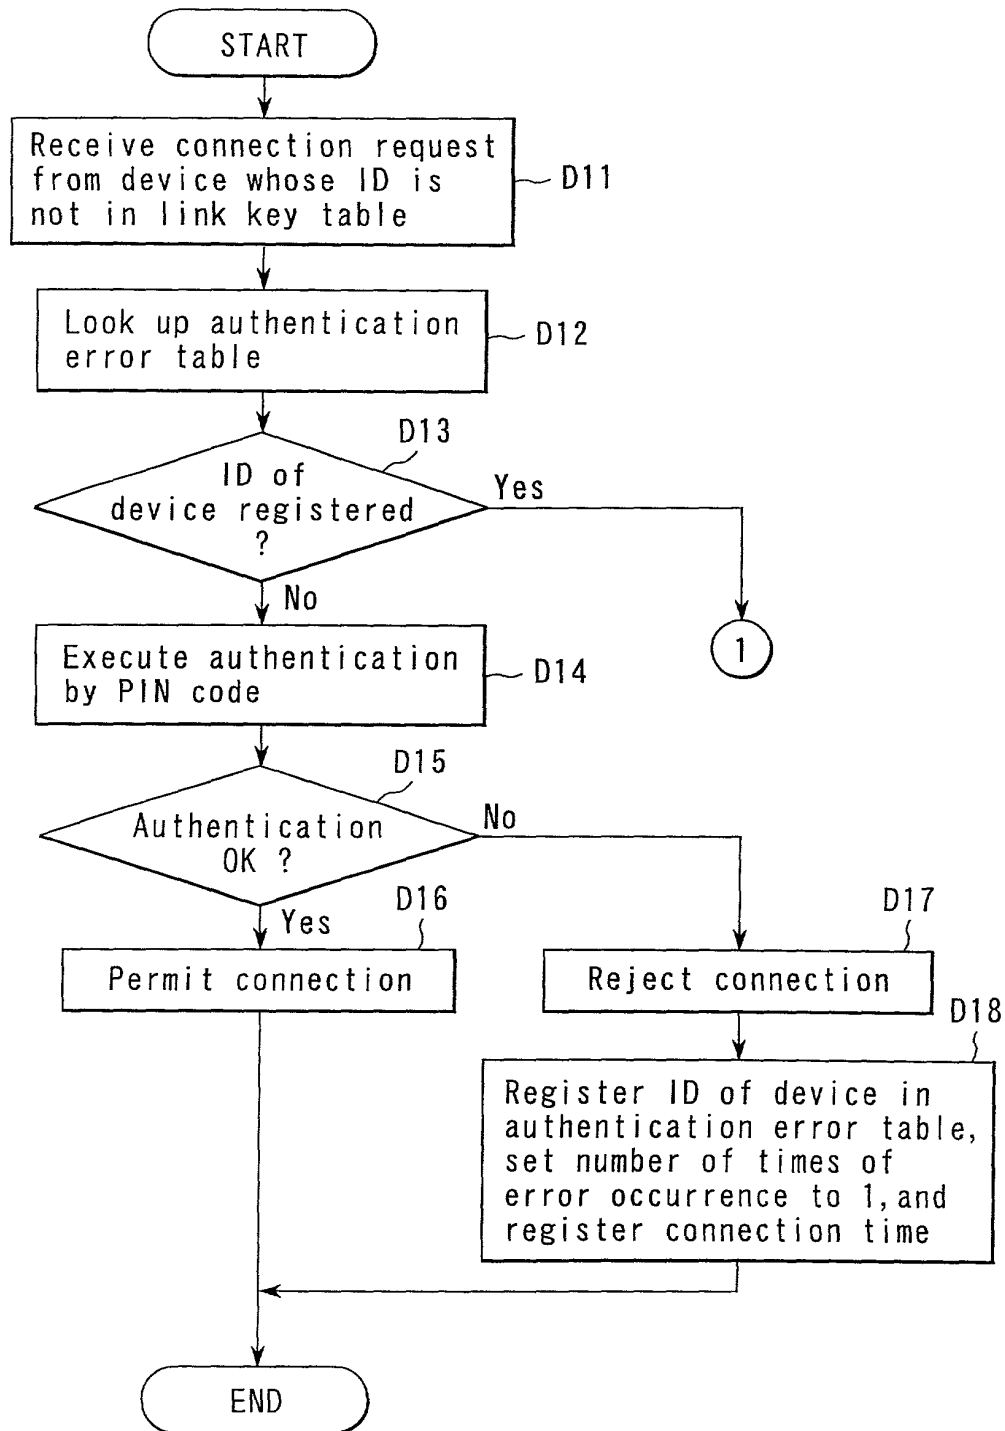 START
Receive connection request
from device whose ID is
not in link key table
D11
Look up authentication
error table
D12
D13
ID of
device registered
?
Yes
No
1
Execute authentication
by PIN code
D14
D15
Authentication
OK ?
No
Yes
D16
Permit connection
D17
Reject connection
D18
Register ID of device in
authentication error table,
set number of times of
error occurrence to 1, and
register connection time
END